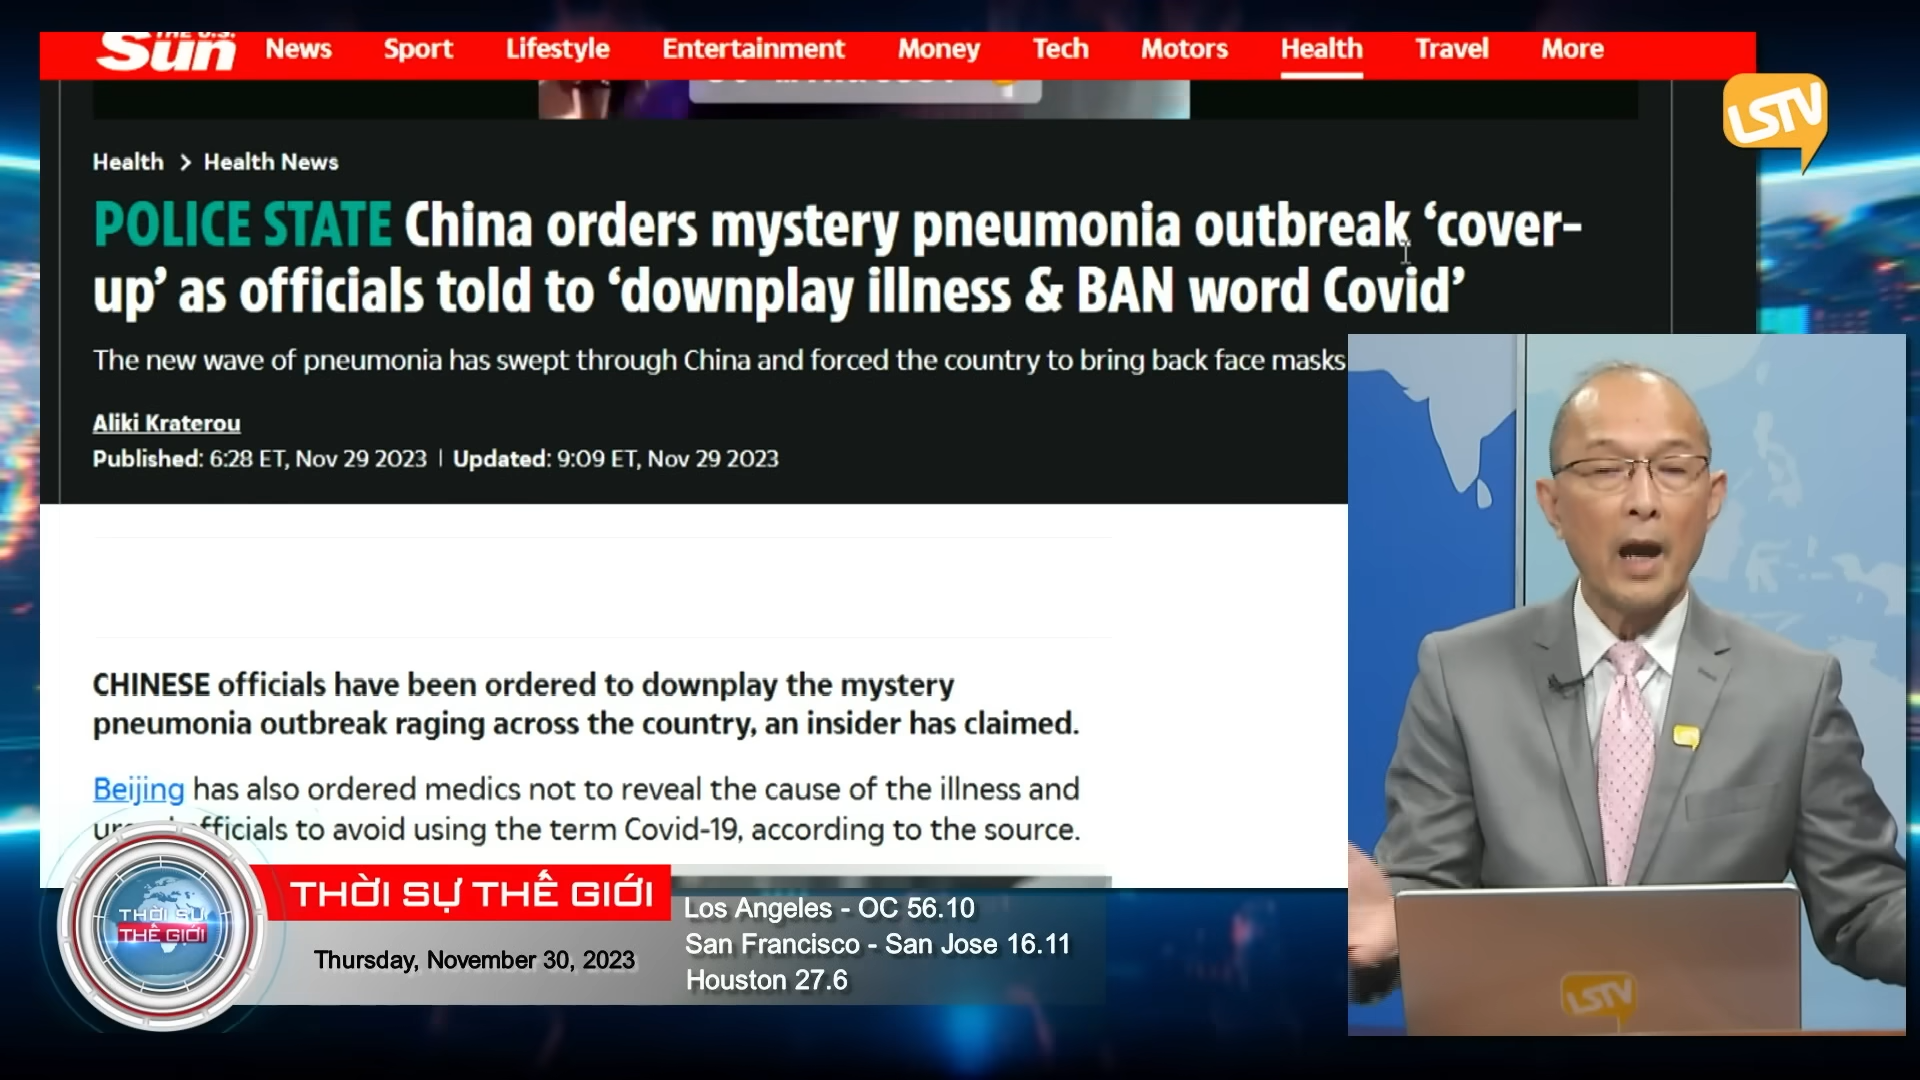 THE U.S.
Sun News Sport Lifestyle Entertainment Money Tech Motors Health Travel More
LSTV
Health > Health News
POLICE STATE China orders mystery pneumonia outbreak ‘cover-
up’ as officials told to ‘downplay illness & BAN word Covid’
The new wave of pneumonia has swept through China and forced the country to bring back face masks
Aliki Kraterou
Published: 6:28 ET, Nov 29 2023 | Updated: 9:09 ET, Nov 29 2023
CHINESE officials have been ordered to downplay the mystery
pneumonia outbreak raging across the country, an insider has claimed.
Beijing has also ordered medics not to reveal the cause of the illness and
officials to avoid using the term Covid-19, according to the source.
THỜI SỰ THẾ GIỚI
THỜI SỰ
THẾ GIỚI
Thursday, November 30, 2023
Los Angeles - OC 56.10
San Francisco - San Jose 16.11
Houston 27.6
LSTV